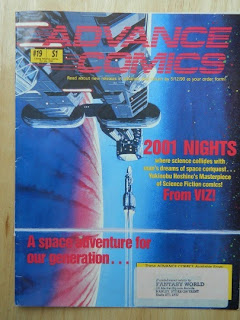 #19 $1
ADVANCE
COMICS
Read about new releases
2001 NIGHTS
where science collides with
man's dreams of space conquest...
Yukinobu Hoshino's Masterpiece
of Science Fiction comics!
From VIZ!
A space adventure for
our generation...
FANTASY WORLD